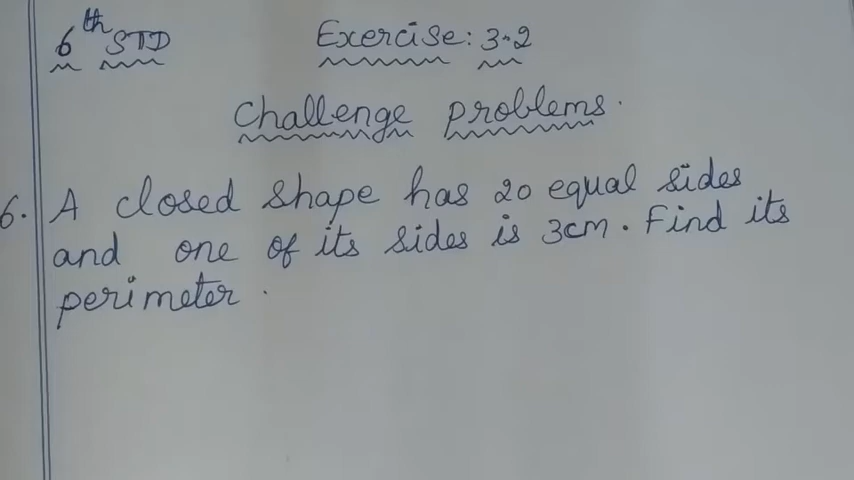 6th STD Exercise: 3.2
Challenge problems.
6. A closed shape has 20 equal sides
and one of its sides is 3cm. Find its
perimeter.